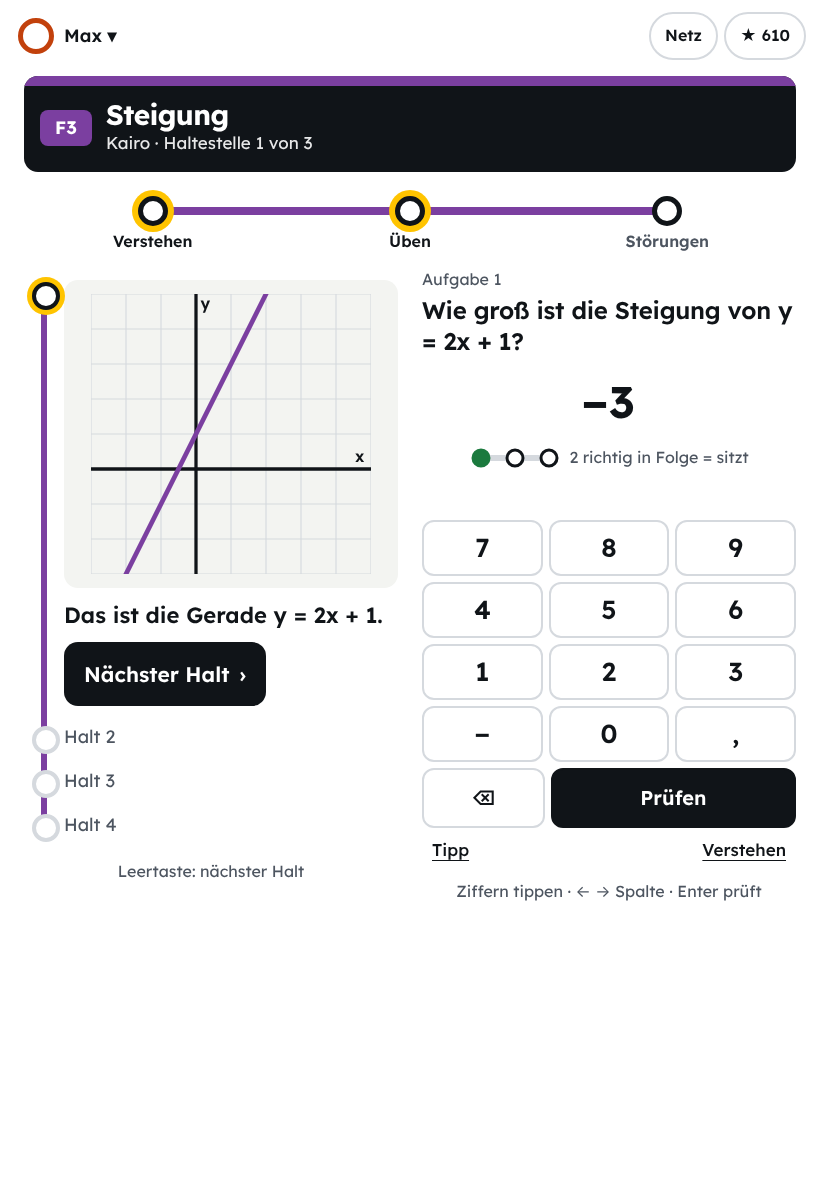 Max ▾
Netz
★ 610
F3
Steigung
Kairo · Haltestelle 1 von 3
Verstehen
Üben
Störungen
y
x
Das ist die Gerade y = 2x + 1.
Nächster Halt ›
Halt 2
Halt 3
Halt 4
Leertaste: nächster Halt
Aufgabe 1
Wie groß ist die Steigung von y
= 2x + 1?
−3
2 richtig in Folge = sitzt
7 8 9
4 5 6
1 2 3
− 0 ,
⌫ Prüfen
Tipp Verstehen
Ziffern tippen · ← → Spalte · Enter prüft